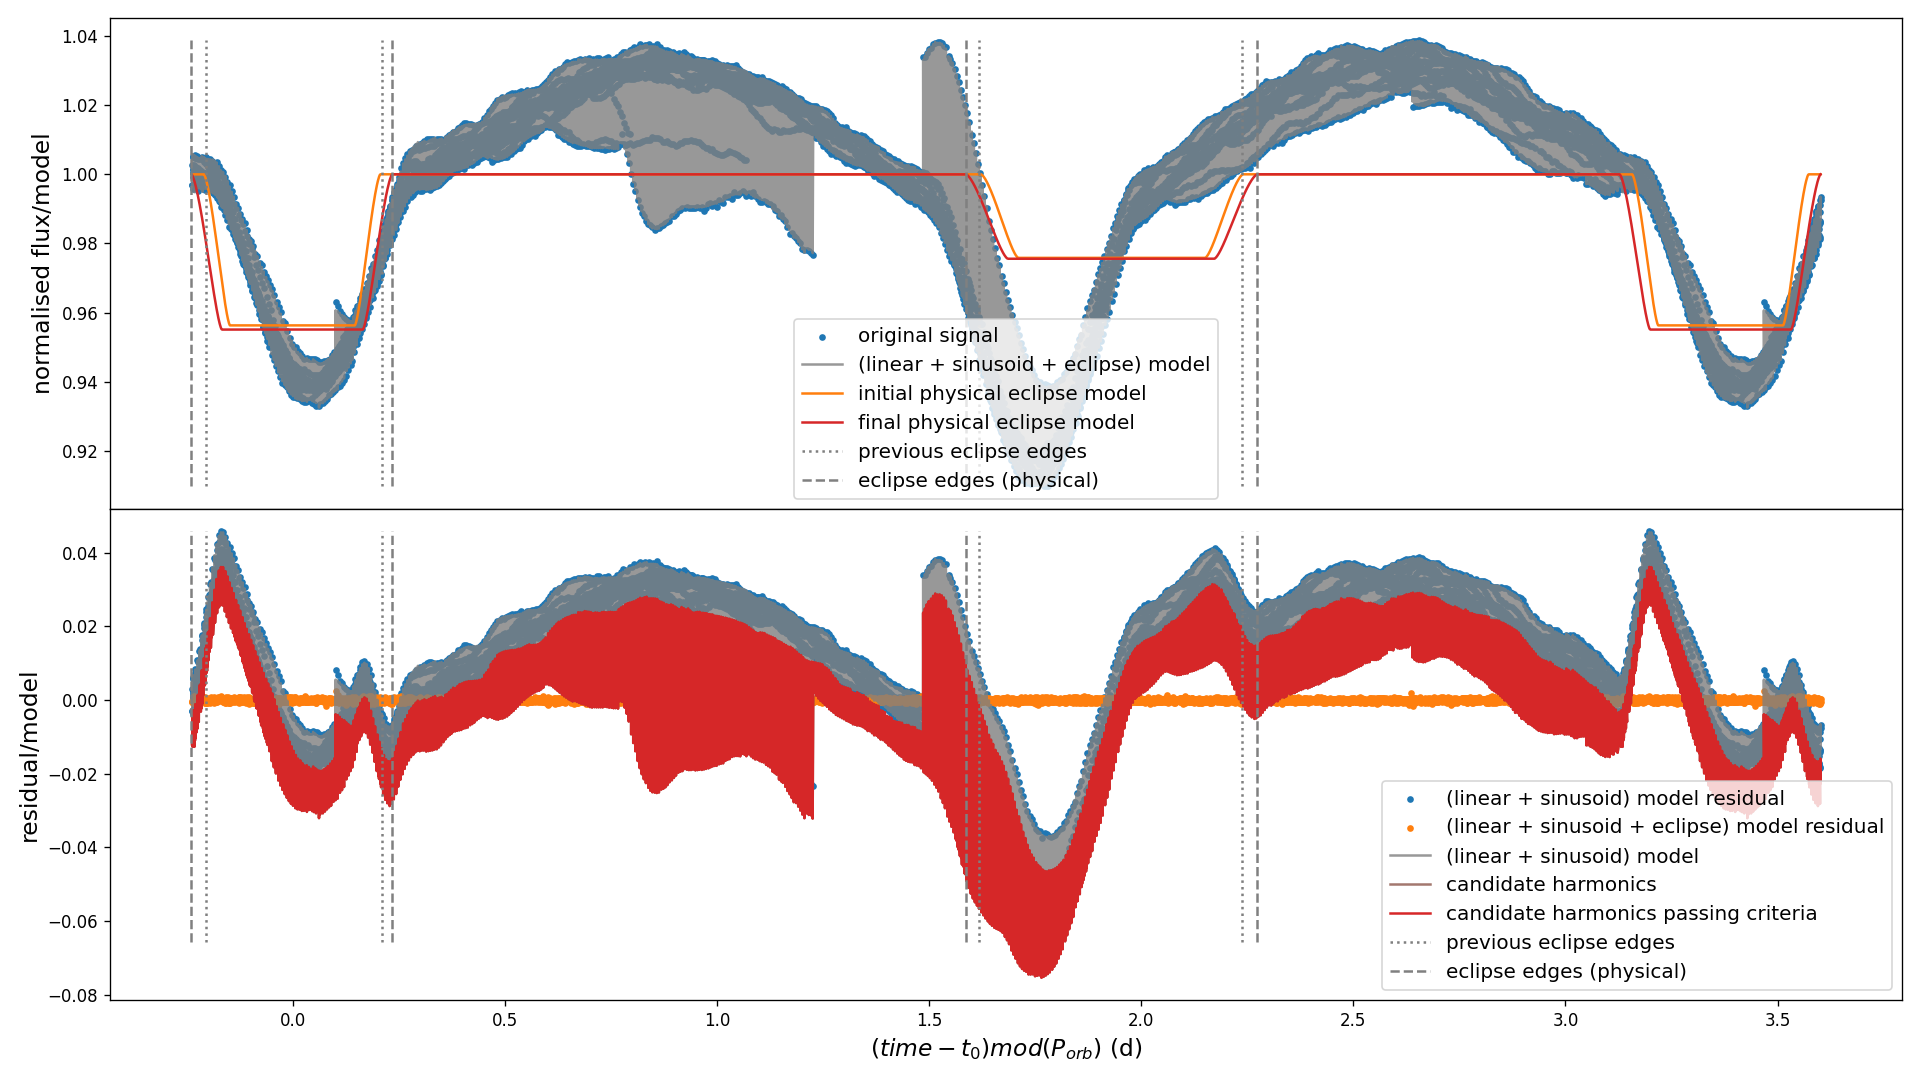 1.04
1.02
1.00
0.98
0.96
0.94
0.92
normalised flux/model
original signal
(linear + sinusoid + eclipse) model
initial physical eclipse model
final physical eclipse model
previous eclipse edges
eclipse edges (physical)
0.04
0.02
0.00
−0.02
−0.04
−0.06
−0.08
residual/model
(linear + sinusoid) model residual
(linear + sinusoid + eclipse) model residual
(linear + sinusoid) model
candidate harmonics
candidate harmonics passing criteria
previous eclipse edges
eclipse edges (physical)
0.0 0.5 1.0 1.5 2.0 2.5 3.0 3.5
(time − t₀)mod(Pₒᵣb) (d)